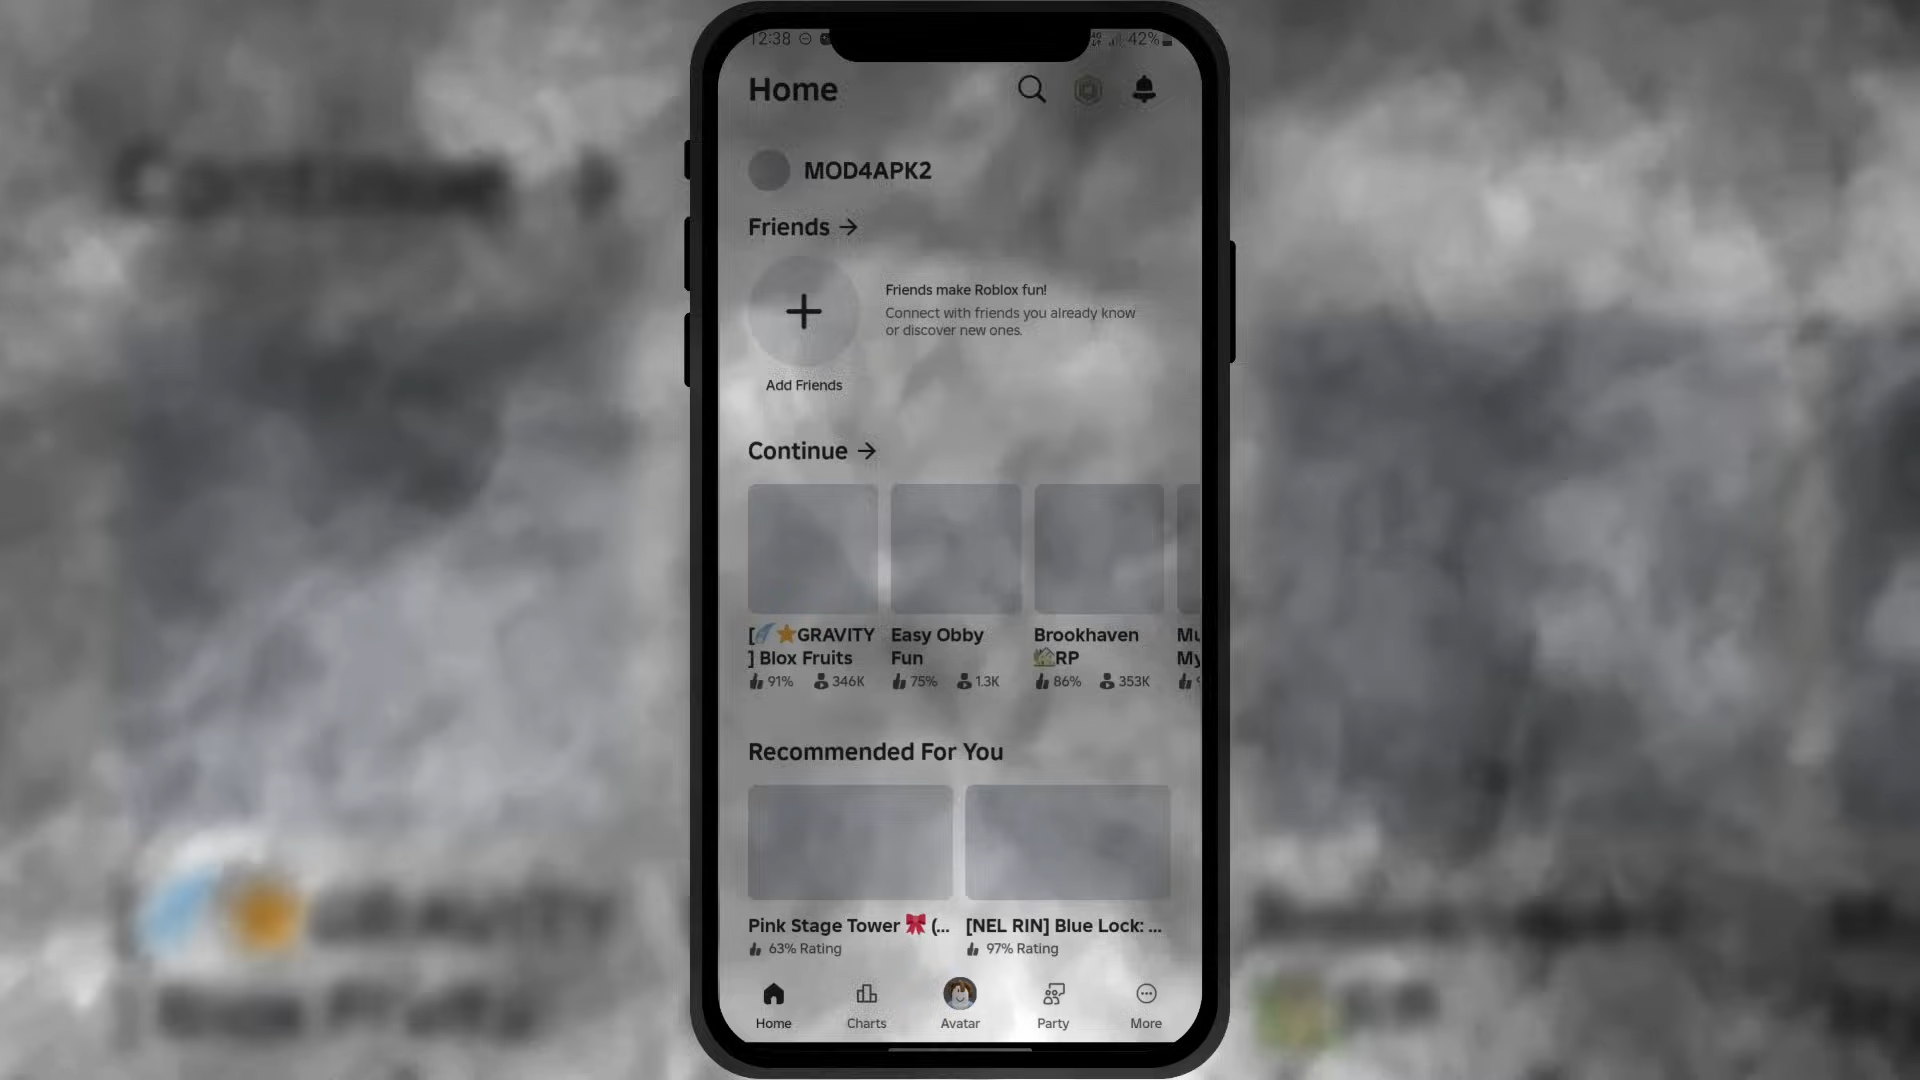 12:38 42%
Home
MOD4APK2
Friends →
Friends make Roblox fun!
Connect with friends you already know
or discover new ones.
Add Friends
Continue →
[🌠⭐GRAVITY
] Blox Fruits
91% 346K
Easy Obby
Fun
75% 1.3K
Brookhaven
🏡RP
86% 353K
Mu
My
Recommended For You
Pink Stage Tower 🎀 (...
63% Rating
[NEL RIN] Blue Lock: ...
97% Rating
Home
Charts
Avatar
Party
More